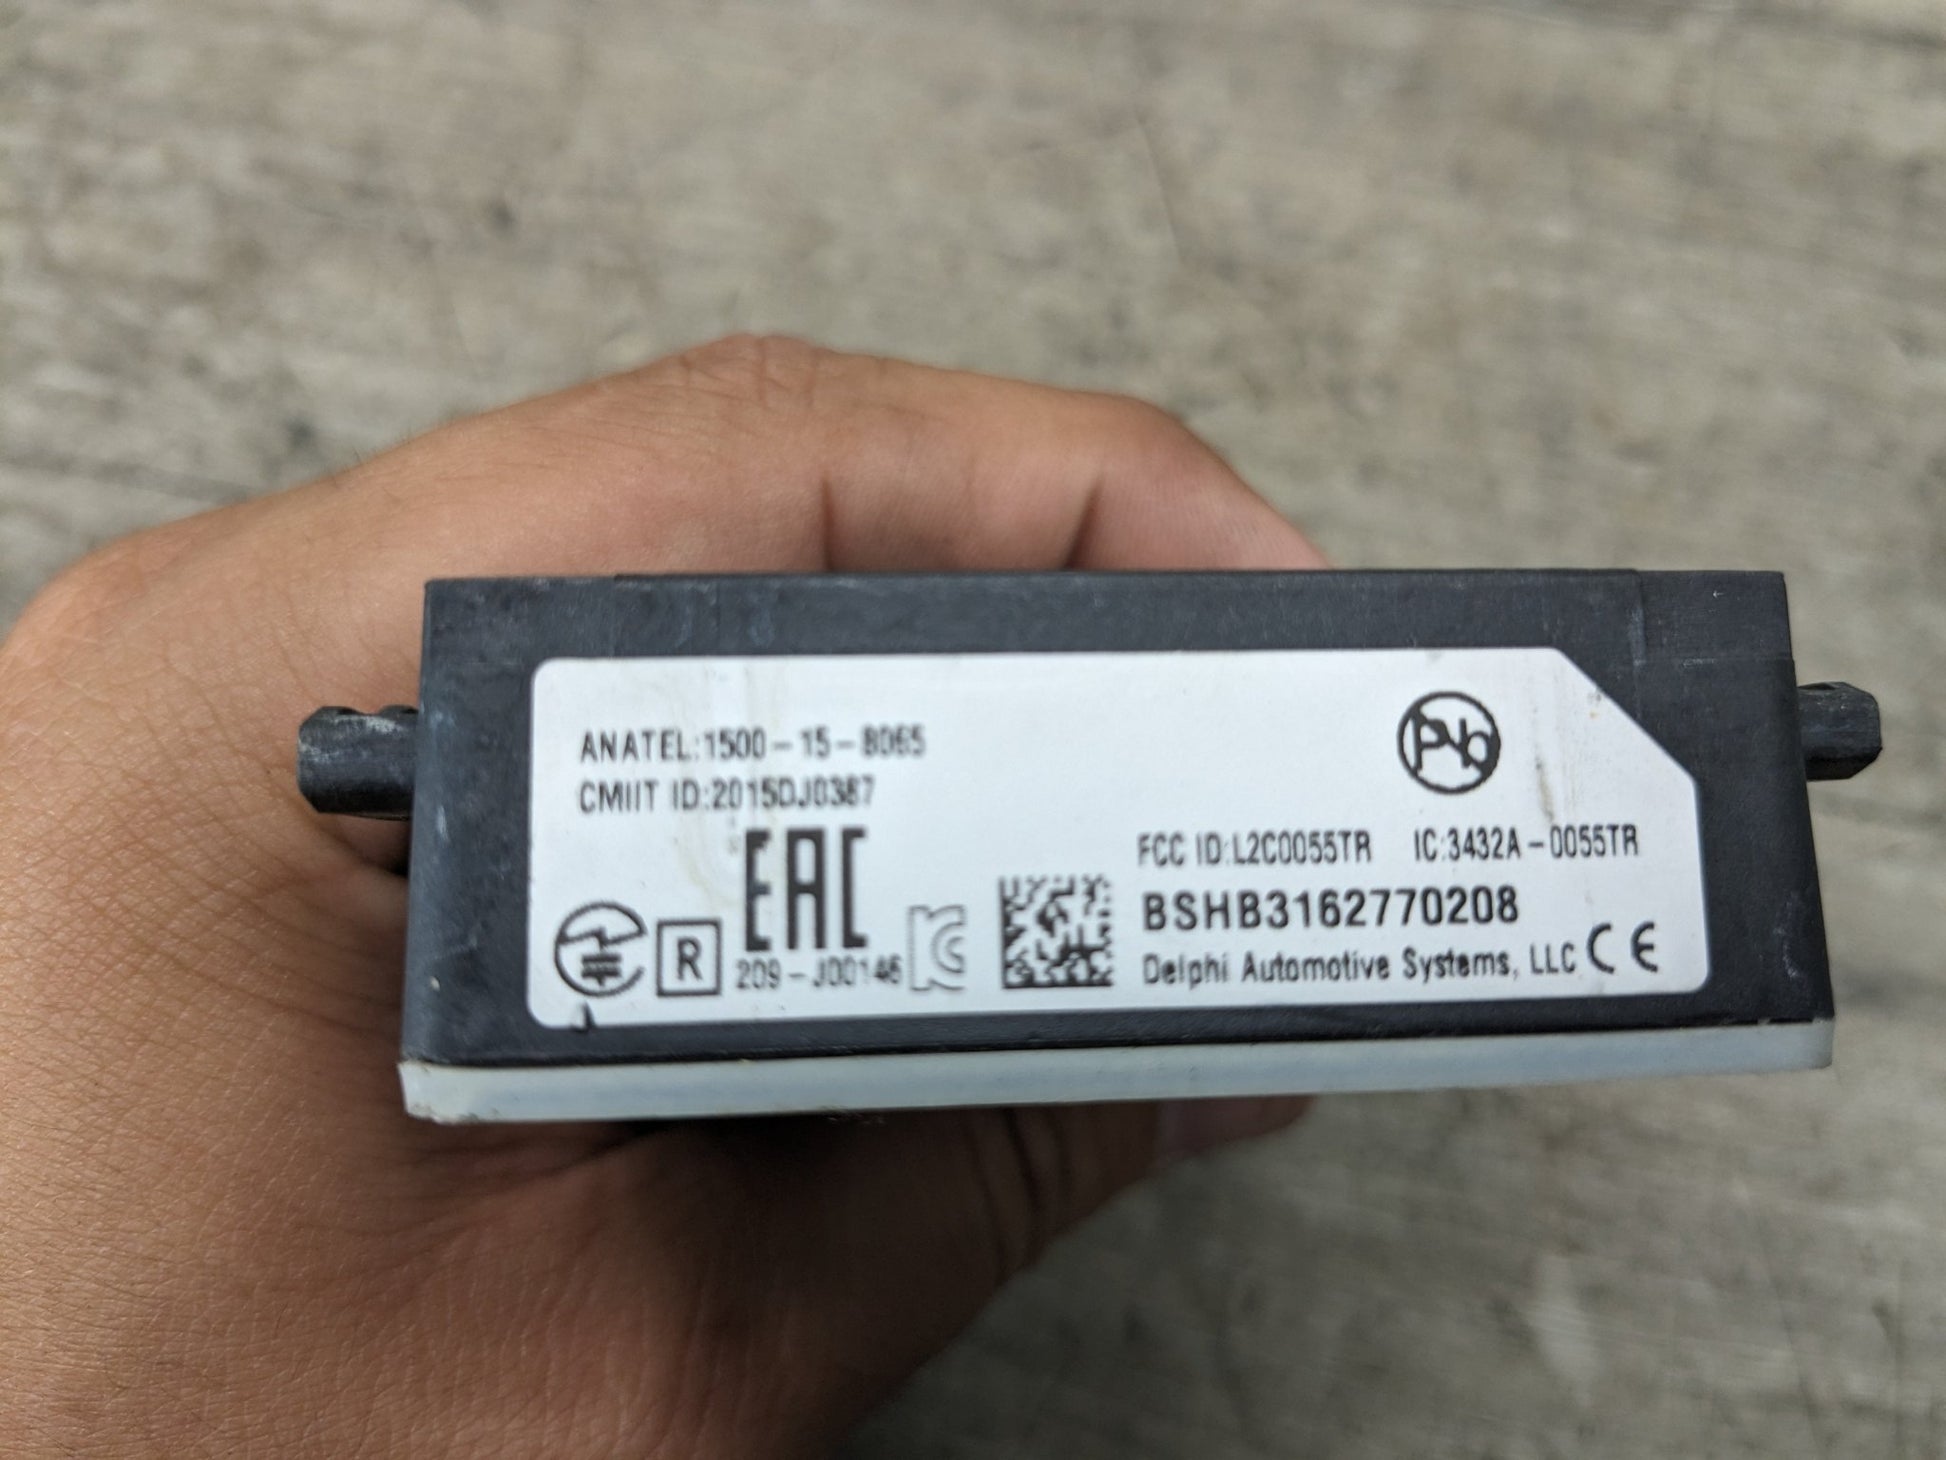 ANATEL:1500-15-8065
CMIIT ID:2015DJ0387
EAC
R
209-J00146
Pb
FCC ID:L2C0055TR IC:3432A-0055TR
BSHB3162770208
Delphi Automotive Systems, LLC CE